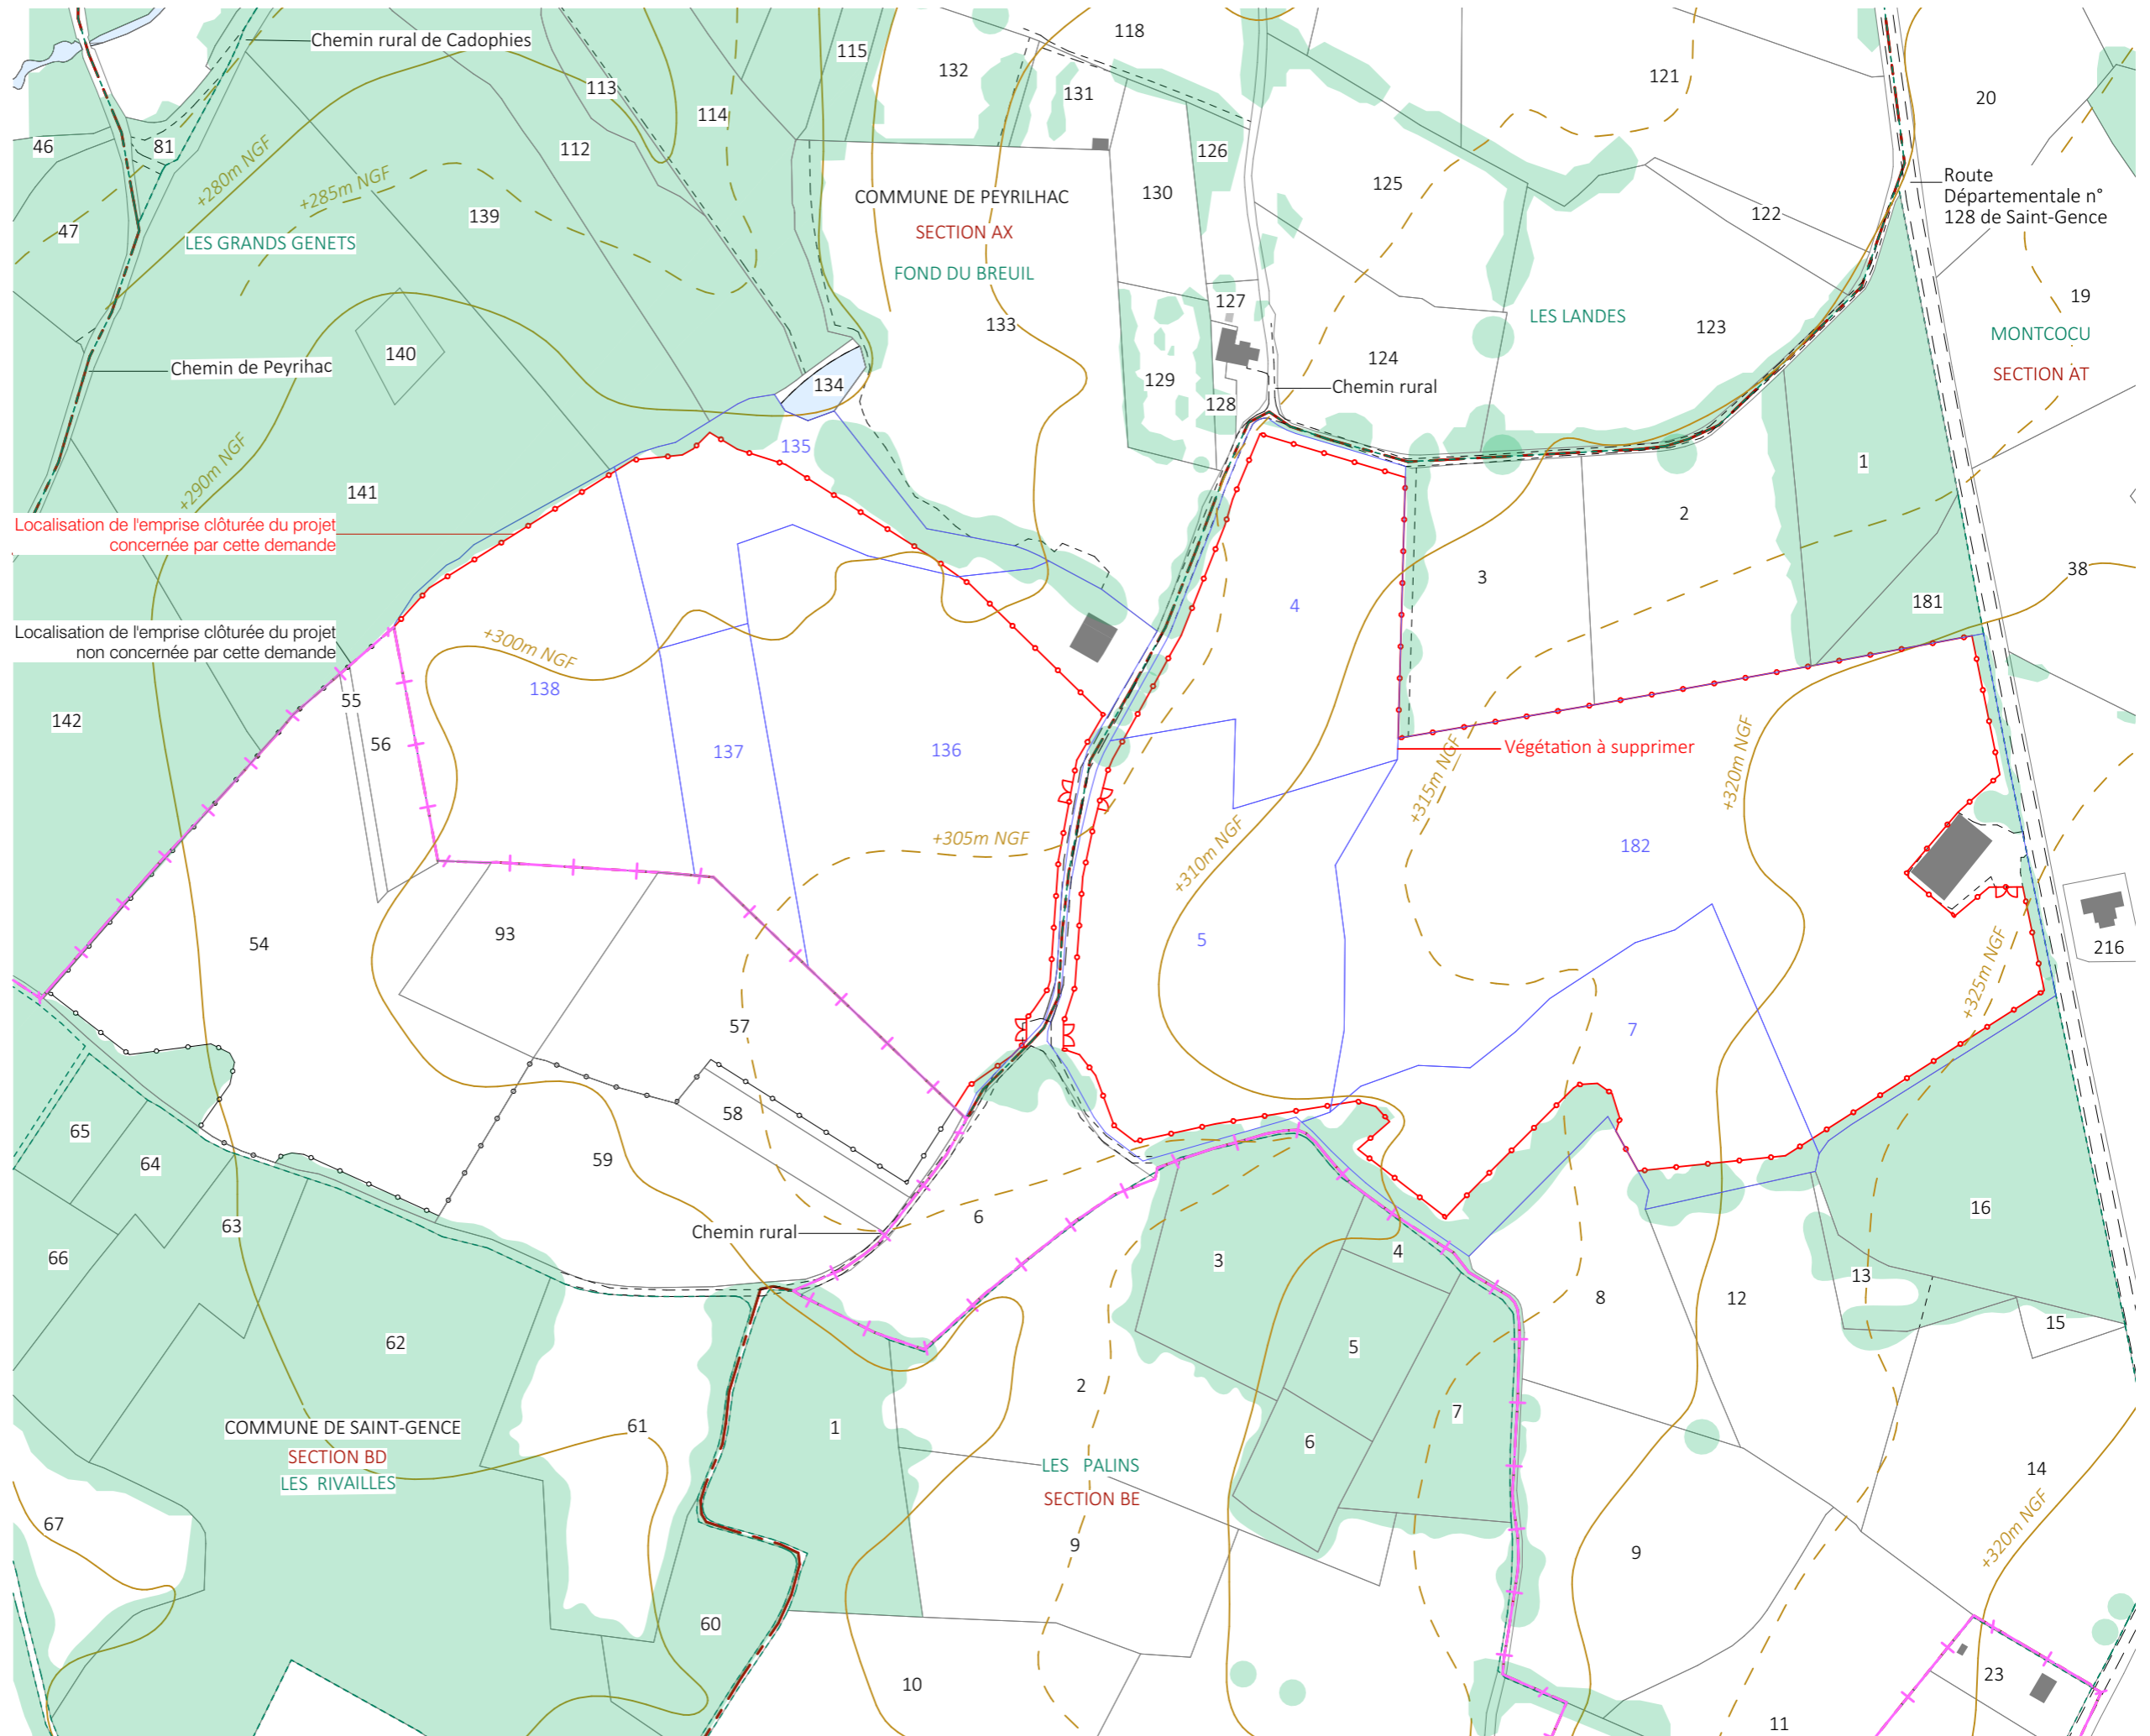 118
Chemin rural de Cadophies
115
132
121
113
131
20
114
46
81
112
126
+280m NGF
+285m NGF
125
130
COMMUNE DE PEYRILHAC
Route
Départementale n°
128 de Saint-Gence
139
122
47
SECTION AX
LES GRANDS GENETS
FOND DU BREUIL
127
19
LES LANDES
123
133
MONTCOCU
140
124
Chemin de Peyrihac
SECTION AT
134
129
Chemin rural
128
135
+290m NGF
1
141
2
Localisation de l'emprise clôturée du projet
concernée par cette demande
38
3
181
4
Localisation de l'emprise clôturée du projet
non concernée par cette demande
+300m NGF
138
55
142
56
137
136
Végétation à supprimer
+315m NGF
+320m NGF
+305m NGF
182
+310m NGF
93
54
5
216
+325m NGF
57
7
58
65
64
59
16
6
63
Chemin rural
66
3
4
13
8
12
15
62
5
2
7
COMMUNE DE SAINT-GENCE
61
1
6
SECTION BD
LES PALINS
14
LES RIVAILLES
SECTION BE
67
+320m NGF
9
9
60
23
10
11